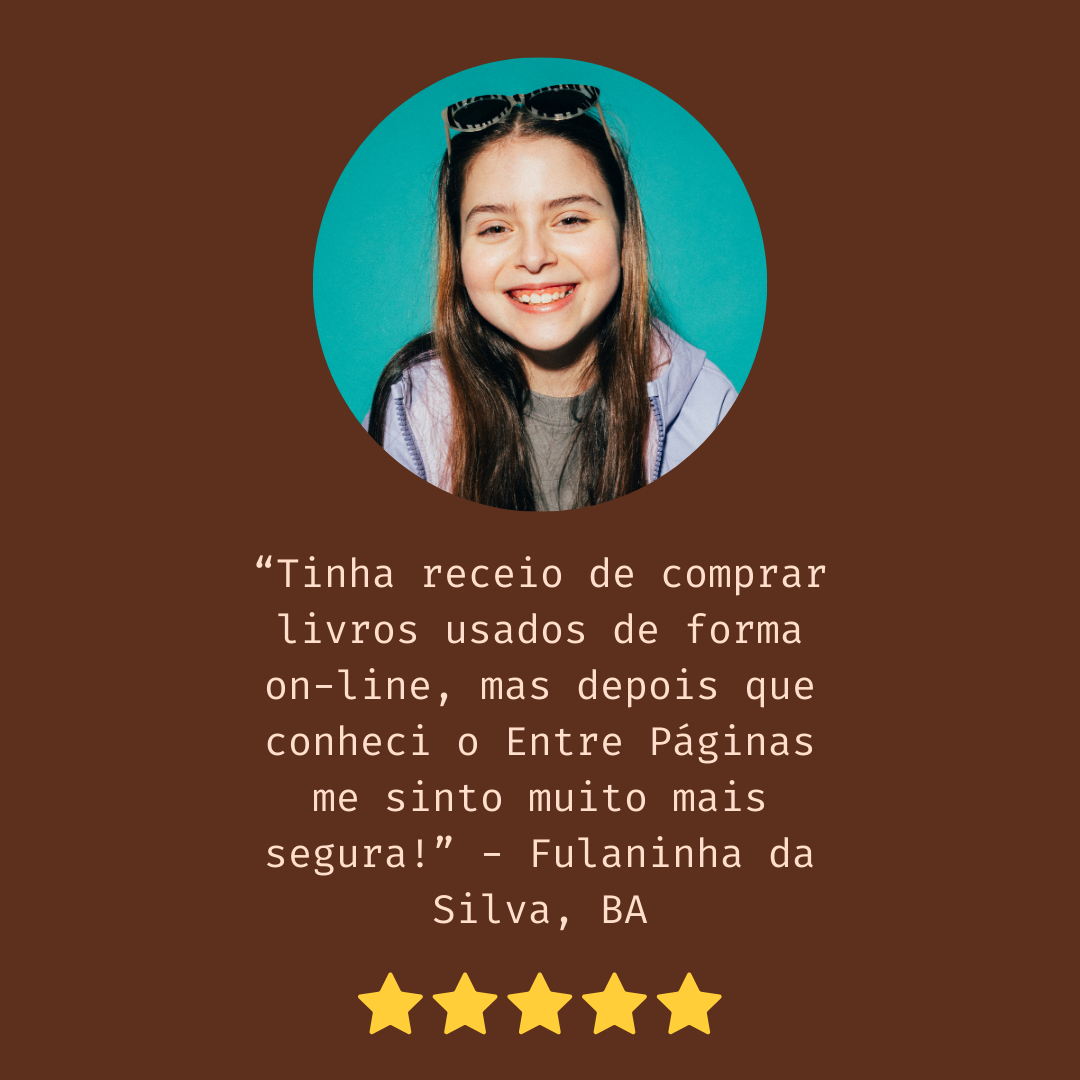 “Tinha receio de comprar
livros usados de forma
on-line, mas depois que
conheci o Entre Páginas
me sinto muito mais
segura!” - Fulaninha da
Silva, BA